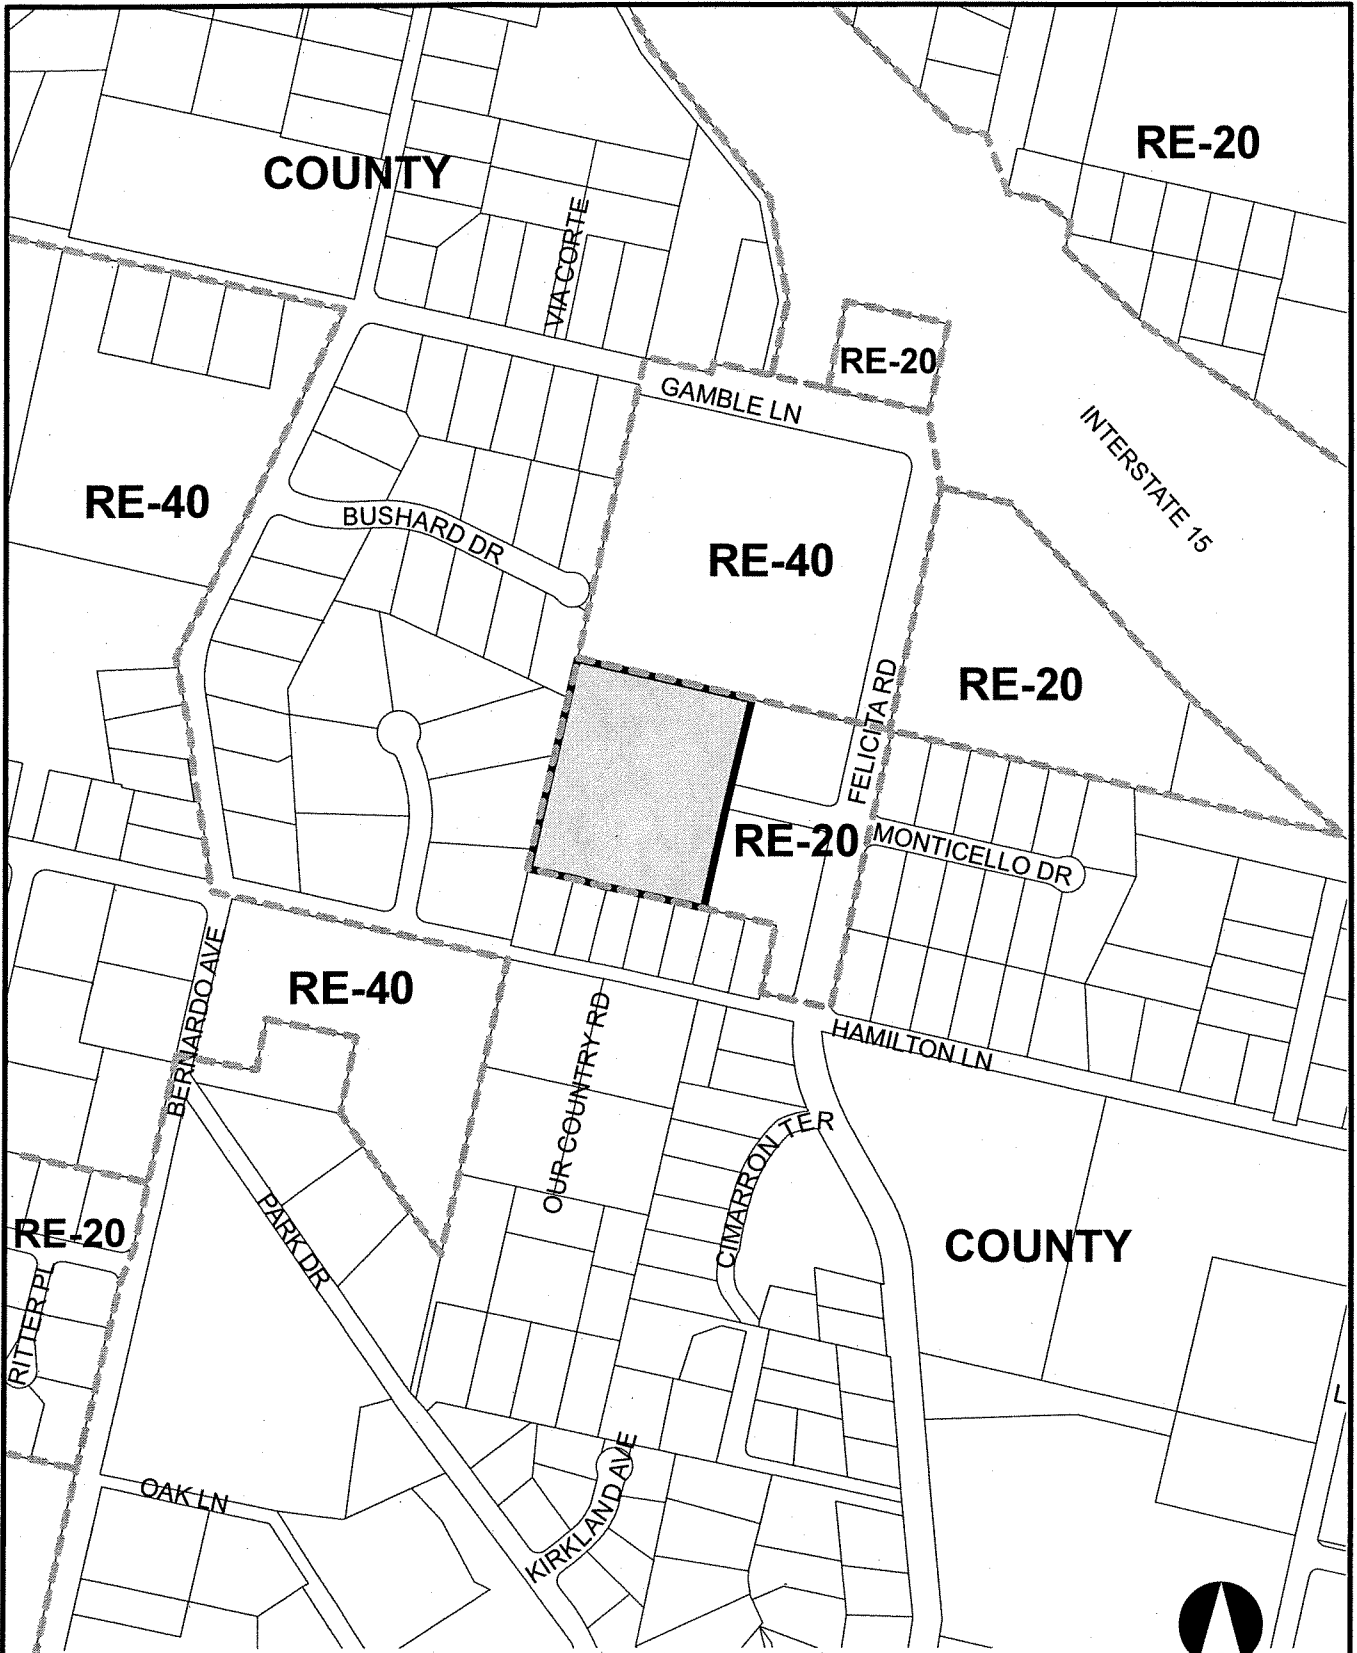 RE-20
COUNTY
VIA CORTE
RE-20
GAMBLE LN
INTERSTATE 15
RE-40
BUSHARD DR
RE-40
RE-20
FELICITA RD
RE-20
MONTICELLO DR
BERNARDO AVE
RE-40
OUR COUNTRY RD
HAMILTON LN
CIMARRON TER
PARK DR
RE-20
COUNTY
RITTER PL
KIRKLAND AVE
OAK LN
L